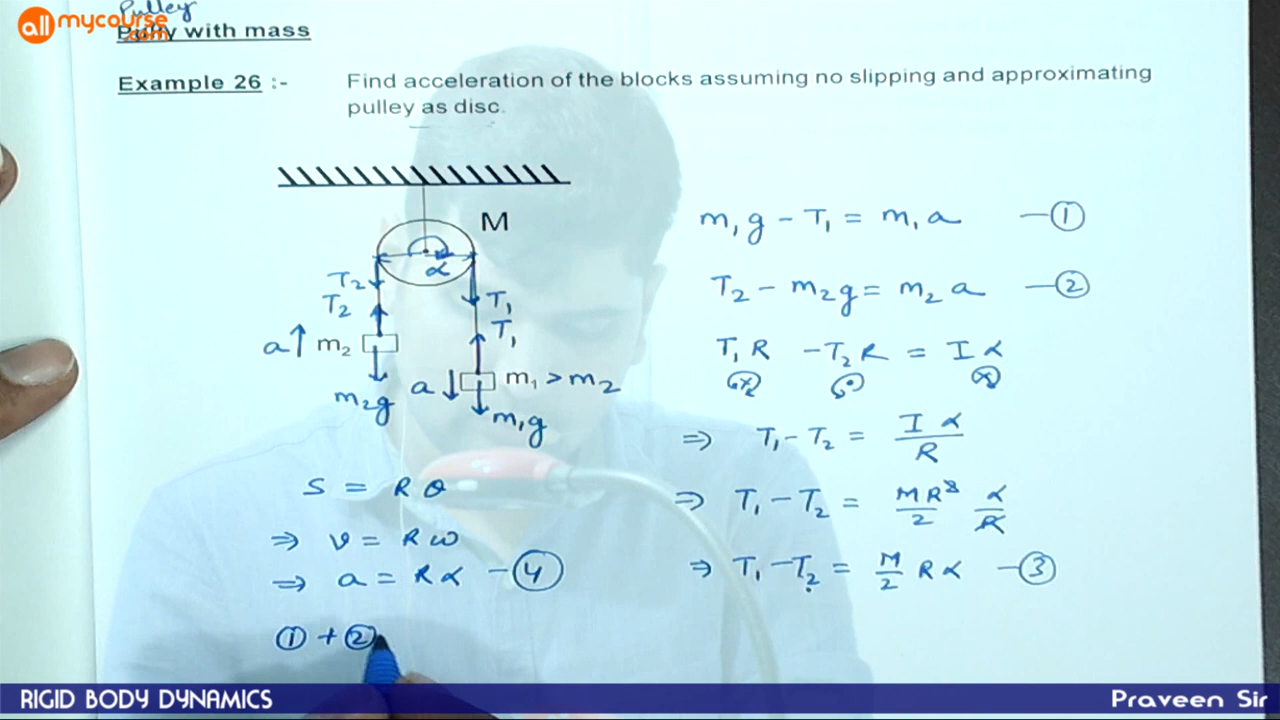 Pulley
all mycourse .com
with mass
Example 26 :- Find acceleration of the blocks assuming no slipping and approximating
pulley as disc.
M
α
T₂
T₁
T₂
T₁
a m₂
a m₁ > m₂
m₂g
m₁g
m₁g - T₁ = m₁a —①
T₂ - m₂g = m₂a —②
T₁R - T₂R = Iα
⇒ T₁ - T₂ = Iα/R
⇒ T₁ - T₂ = MR²/2 α/R
⇒ T₁ - T₂ = M/2 Rα —③
S = Rθ
⇒ v = Rω
⇒ a = Rα —④
① + ②
RIGID BODY DYNAMICS
Praveen Sir